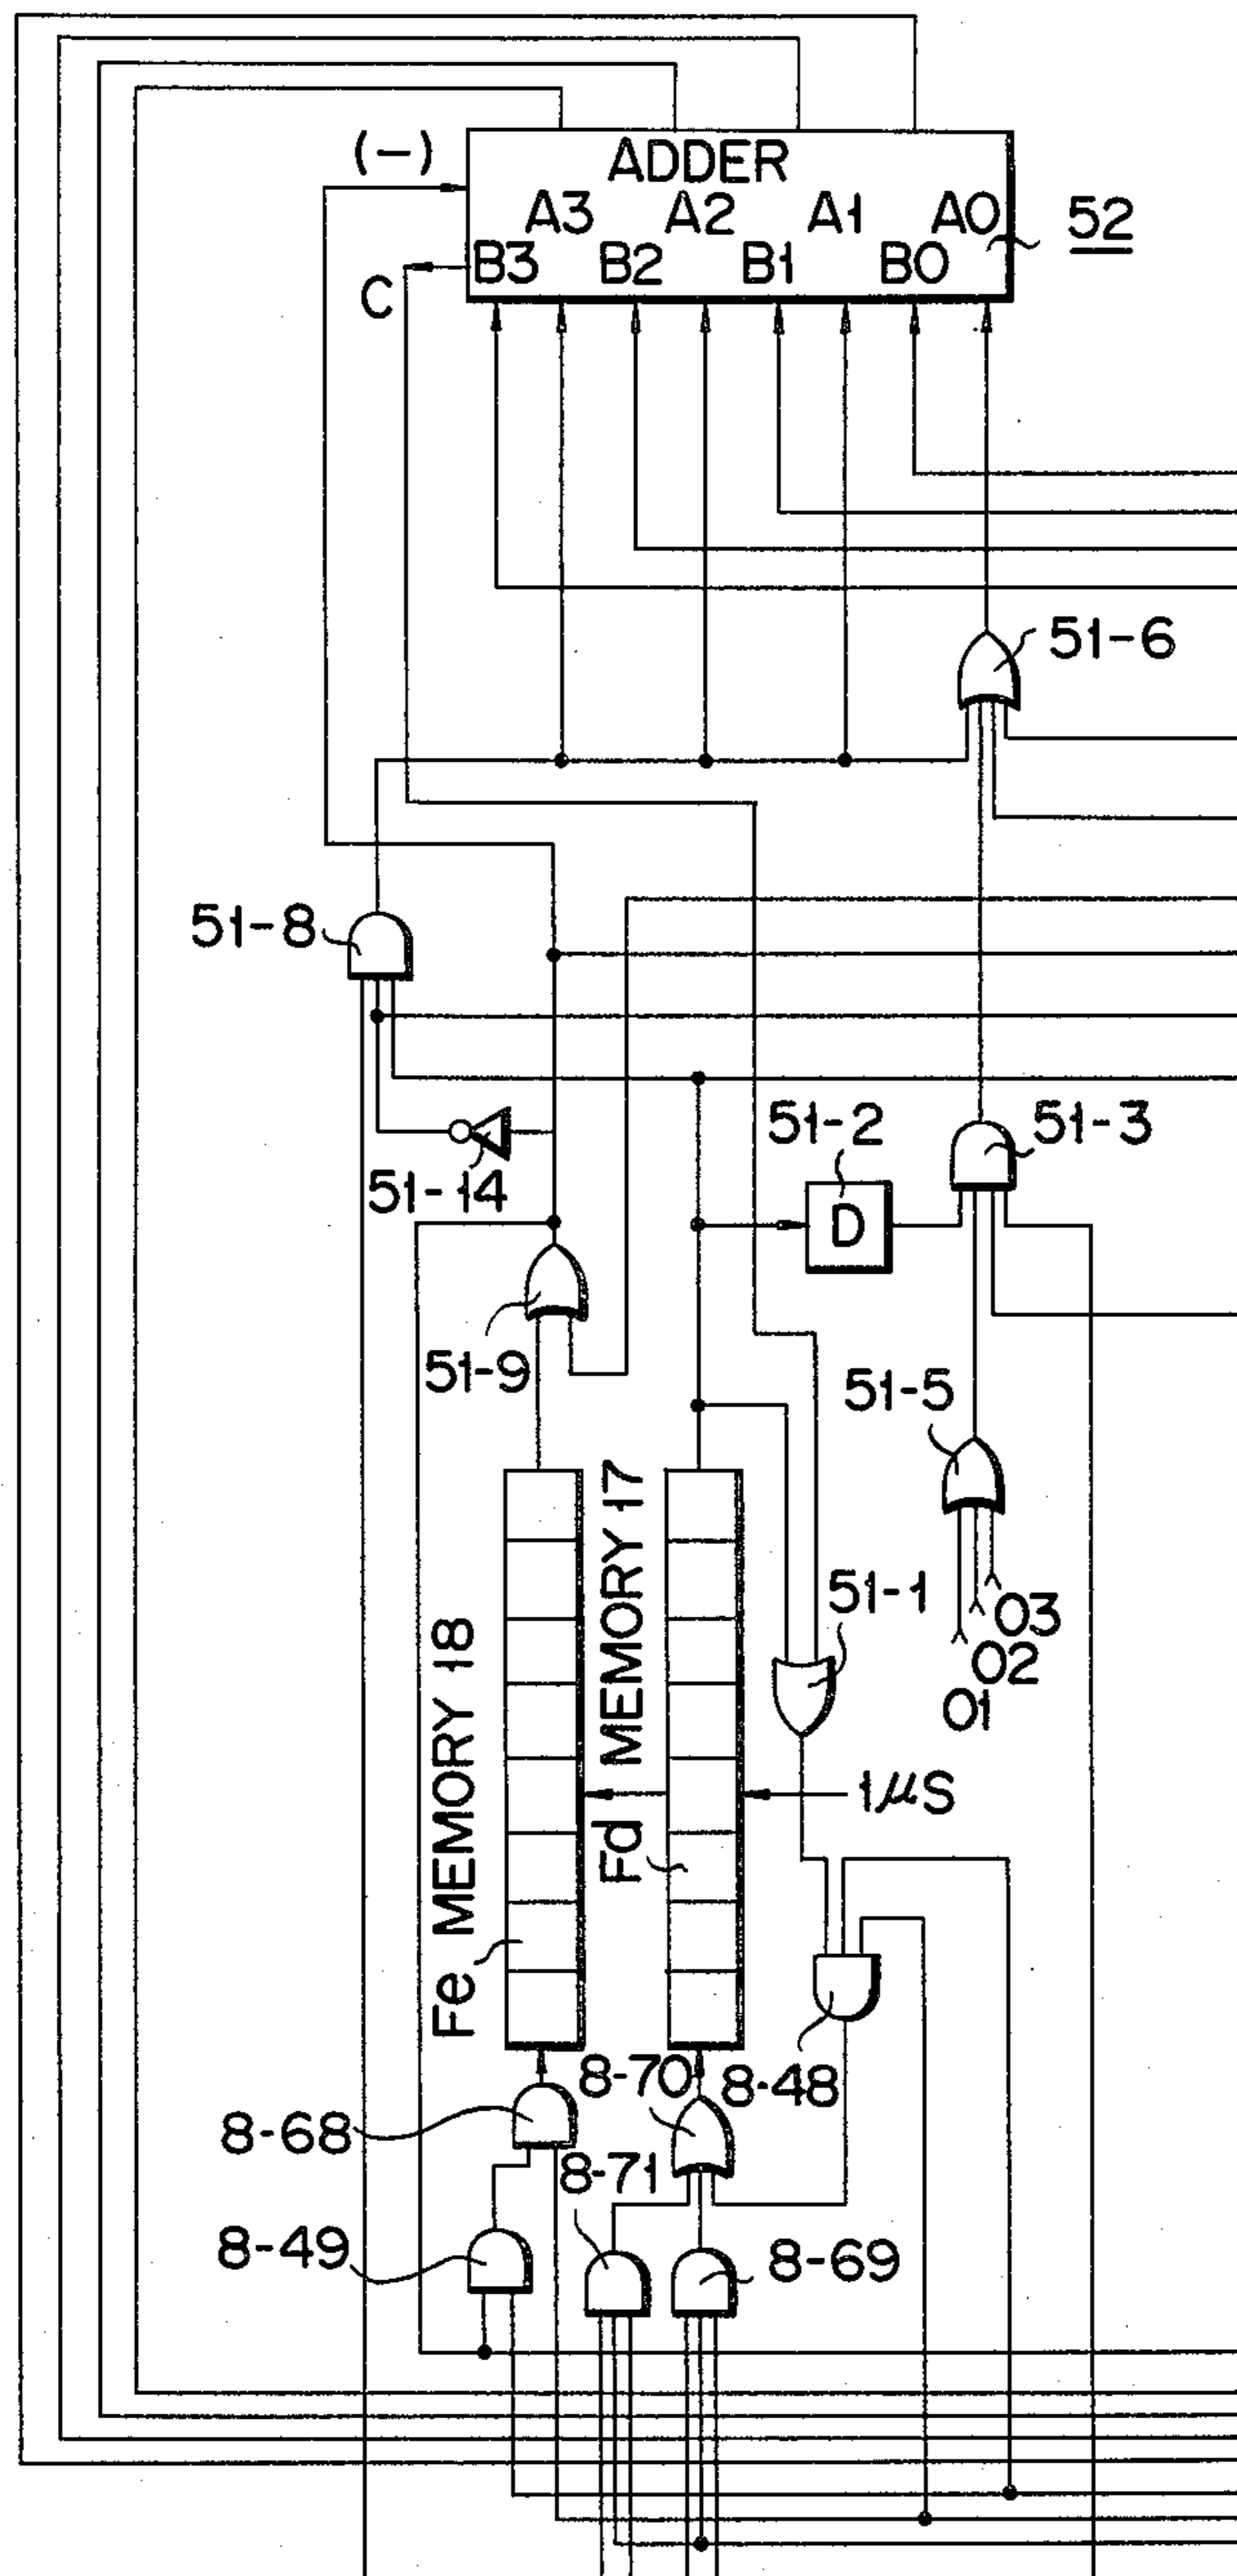 (-)
ADDER
A3 A2 A1 A0
52
B3 B2 B1 B0
C
51-6
51-8
51-2
51-3
51-14
D
51-9
51-5
Fe MEMORY 18
Fd MEMORY 17
51-1
03
02
01
1μS
8-70
8-48
8-68
8-71
8-49
8-69